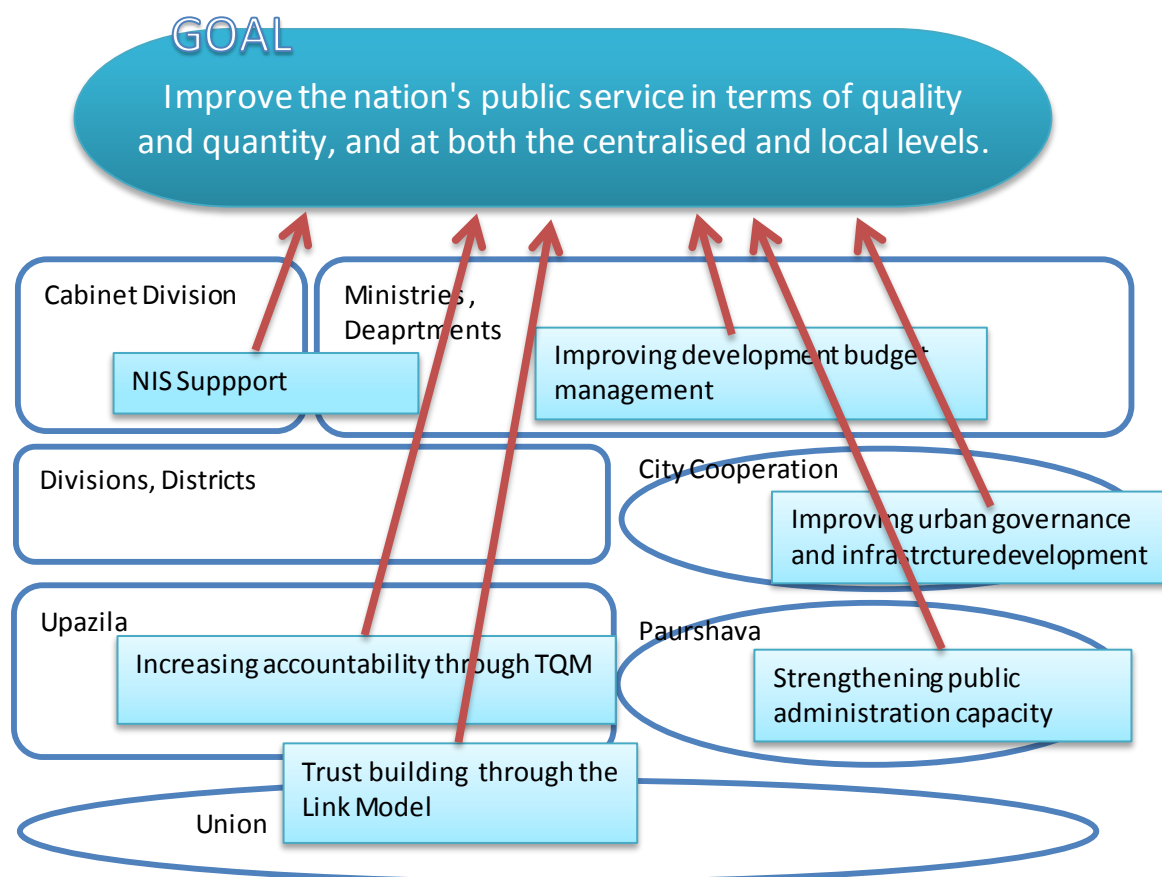 GOAL
Improve the nation's public service in terms of quality
and quantity, and at both the centralised and local levels.
Cabinet Division
Ministries ,
Deaprtments
NIS Suppport
Improving development budget
management
Divisions, Districts
City Cooperation
Improving urban governance
and infrastrcture development
Upazila
Increasing accountability through TQM
Paurshava
Strengthening public
administration capacity
Trust building through the
Link Model
Union